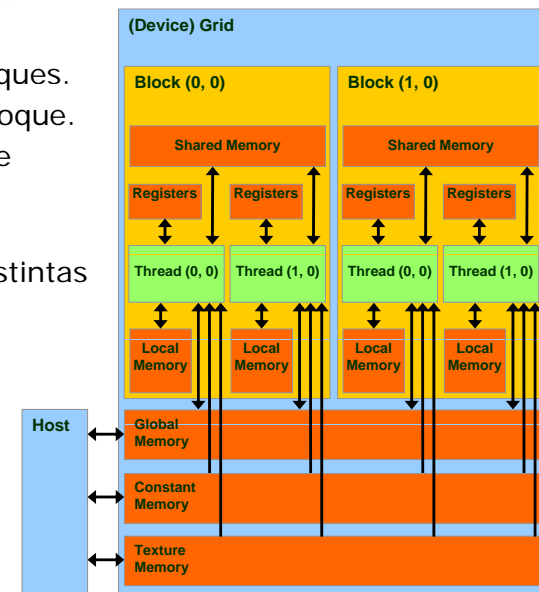 ques.
oque.
e
stintas
(Device) Grid
Block (0, 0)
Block (1, 0)
Shared Memory
Shared Memory
Registers
Registers
Registers
Registers
Thread (0, 0)
Thread (1, 0)
Thread (0, 0)
Thread (1, 0)
Local
Memory
Local
Memory
Local
Memory
Local
Memory
Host
Global
Memory
Constant
Memory
Texture
Memory